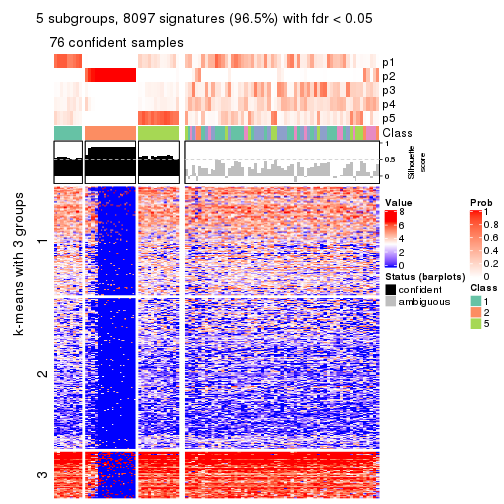 5 subgroups, 8097 signatures (96.5%) with fdr < 0.05
76 confident samples
p1
p2
p3
p4
p5
Class
1
0.5
0
Silhouette
score
k-means with 3 groups
1
2
3
Value
8
6
4
2
0
Status (barplots)
confident
ambiguous
Prob
1
0.8
0.6
0.4
0.2
0
Class
1
2
5